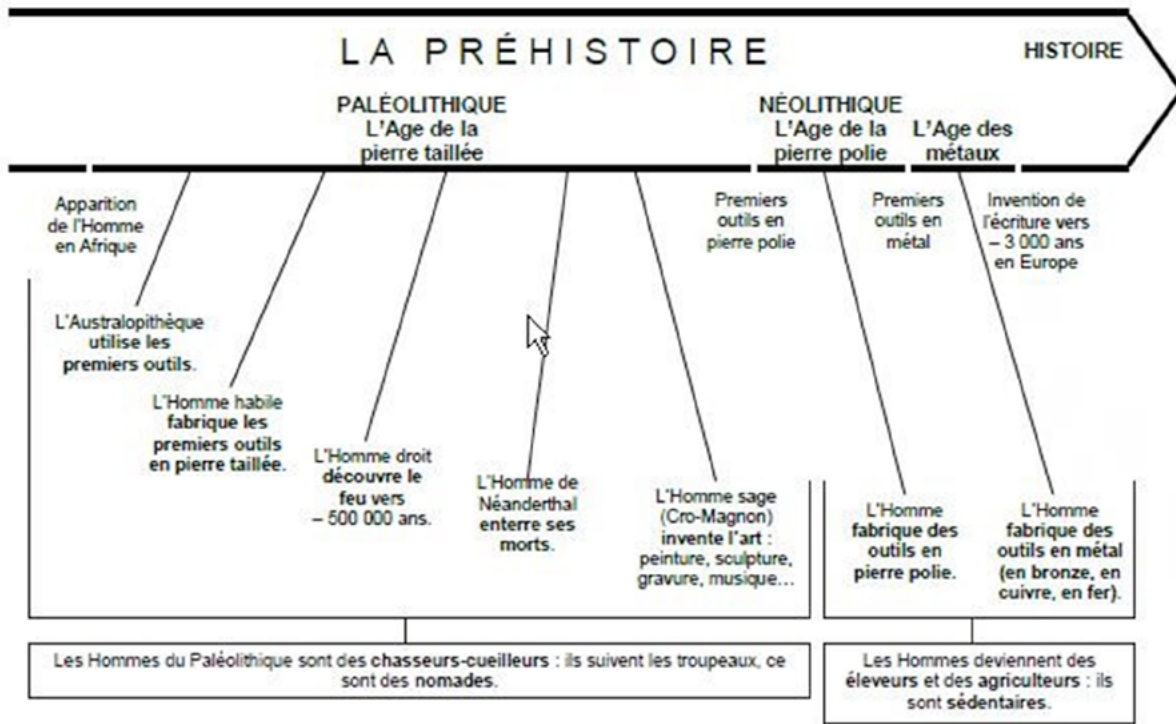 LA PRÉHISTOIRE
HISTOIRE
PALÉOLITHIQUE
L'Age de la
pierre taillée
NÉOLITHIQUE
L'Age de la
pierre polie
L'Age des
métaux
Apparition
de l'Homme
en Afrique
Premiers
outils en
pierre polie
Premiers
outils en
métal
Invention de
l'écriture vers
– 3 000 ans
en Europe
L'Australopithèque
utilise les
premiers outils.
L'Homme habile
fabrique les
premiers outils
en pierre taillée.
L'Homme droit
découvre le
feu vers
– 500 000 ans.
L'Homme de
Néanderthal
enterre ses
morts.
L'Homme sage
(Cro-Magnon)
invente l'art :
peinture, sculpture,
gravure, musique...
L'Homme
fabrique des
outils en
pierre polie.
L'Homme
fabrique des
outils en métal
(en bronze, en
cuivre, en fer).
Les Hommes du Paléolithique sont des chasseurs-cueilleurs : ils suivent les troupeaux, ce
sont des nomades.
Les Hommes deviennent des
éleveurs et des agriculteurs : ils
sont sédentaires.